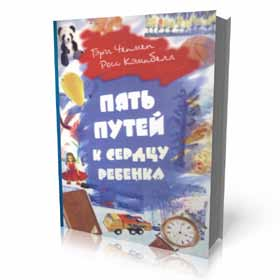 Гэри Чепмен
Росс Кэмпбелл
ПЯТЬ
ПУТЕЙ
К СЕРДЦУ
РЕБЕНКА